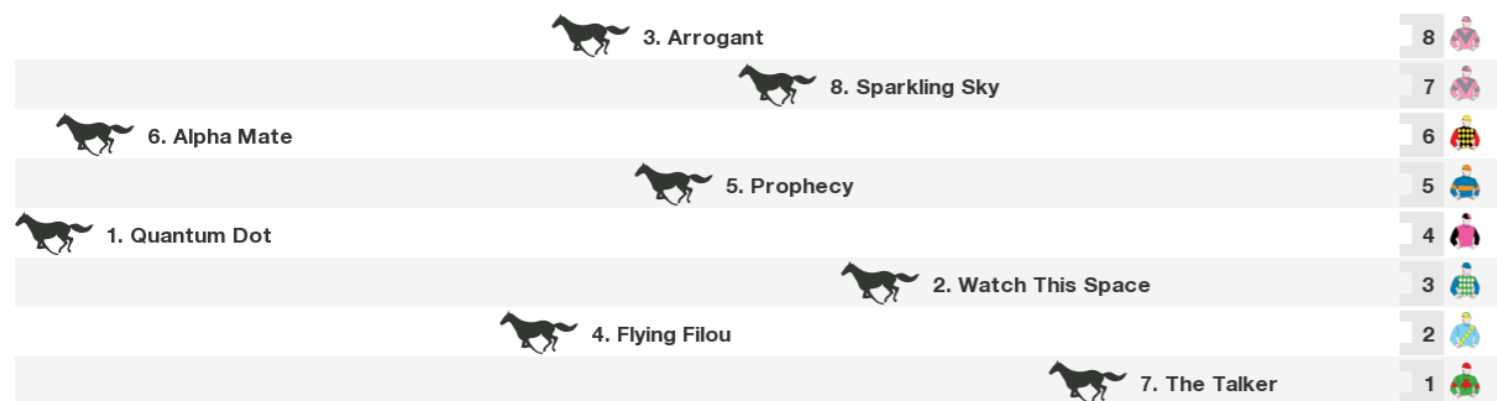 3. Arrogant 8
8. Sparkling Sky 7
6. Alpha Mate 6
5. Prophecy 5
1. Quantum Dot 4
2. Watch This Space 3
4. Flying Filou 2
7. The Talker 1